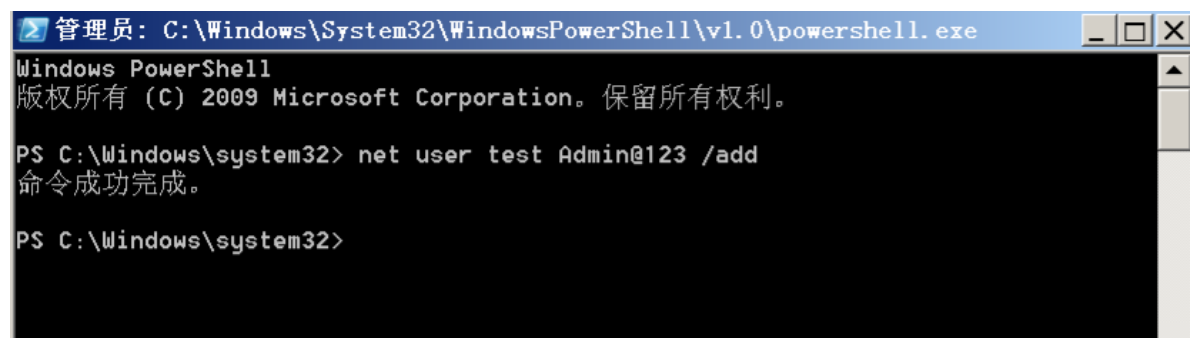 管理员: C:\Windows\System32\WindowsPowerShell\v1.0\powershell.exe
Windows PowerShell
版权所有 (C) 2009 Microsoft Corporation。保留所有权利。
PS C:\Windows\system32> net user test Admin@123 /add
命令成功完成。
PS C:\Windows\system32>